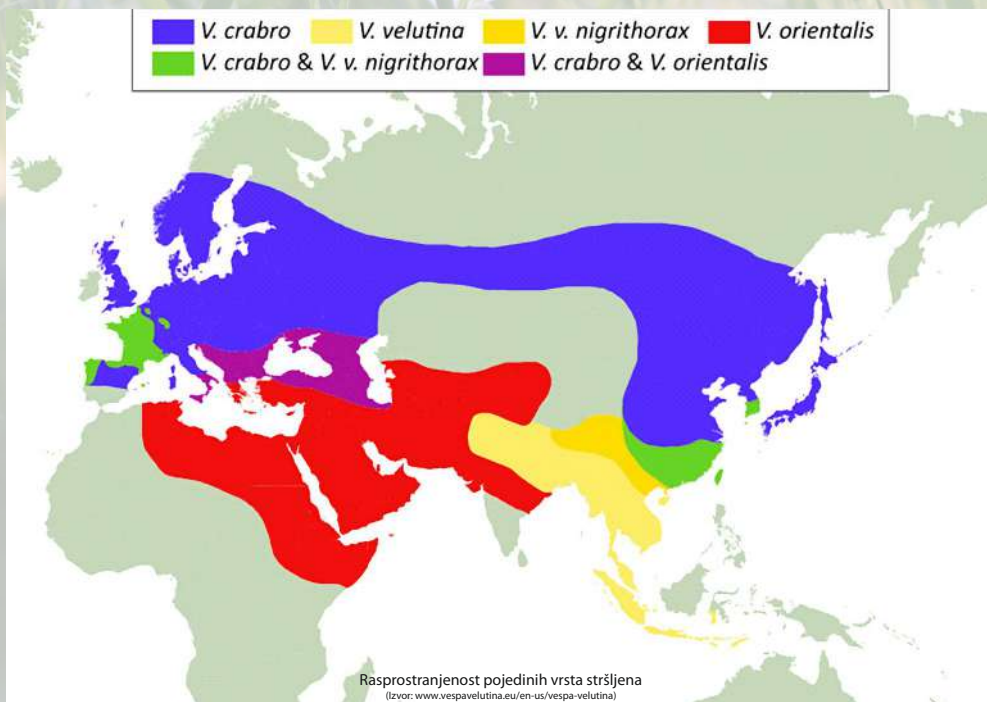 V. crabro V. velutina V. v. nigrithorax V. orientalis
V. crabro & V. v. nigrithorax V. crabro & V. orientalis
Rasprostranjenost pojedinih vrsta stršljena
(Izvor: www.vespavelutina.eu/en-us/vespa-velutina)